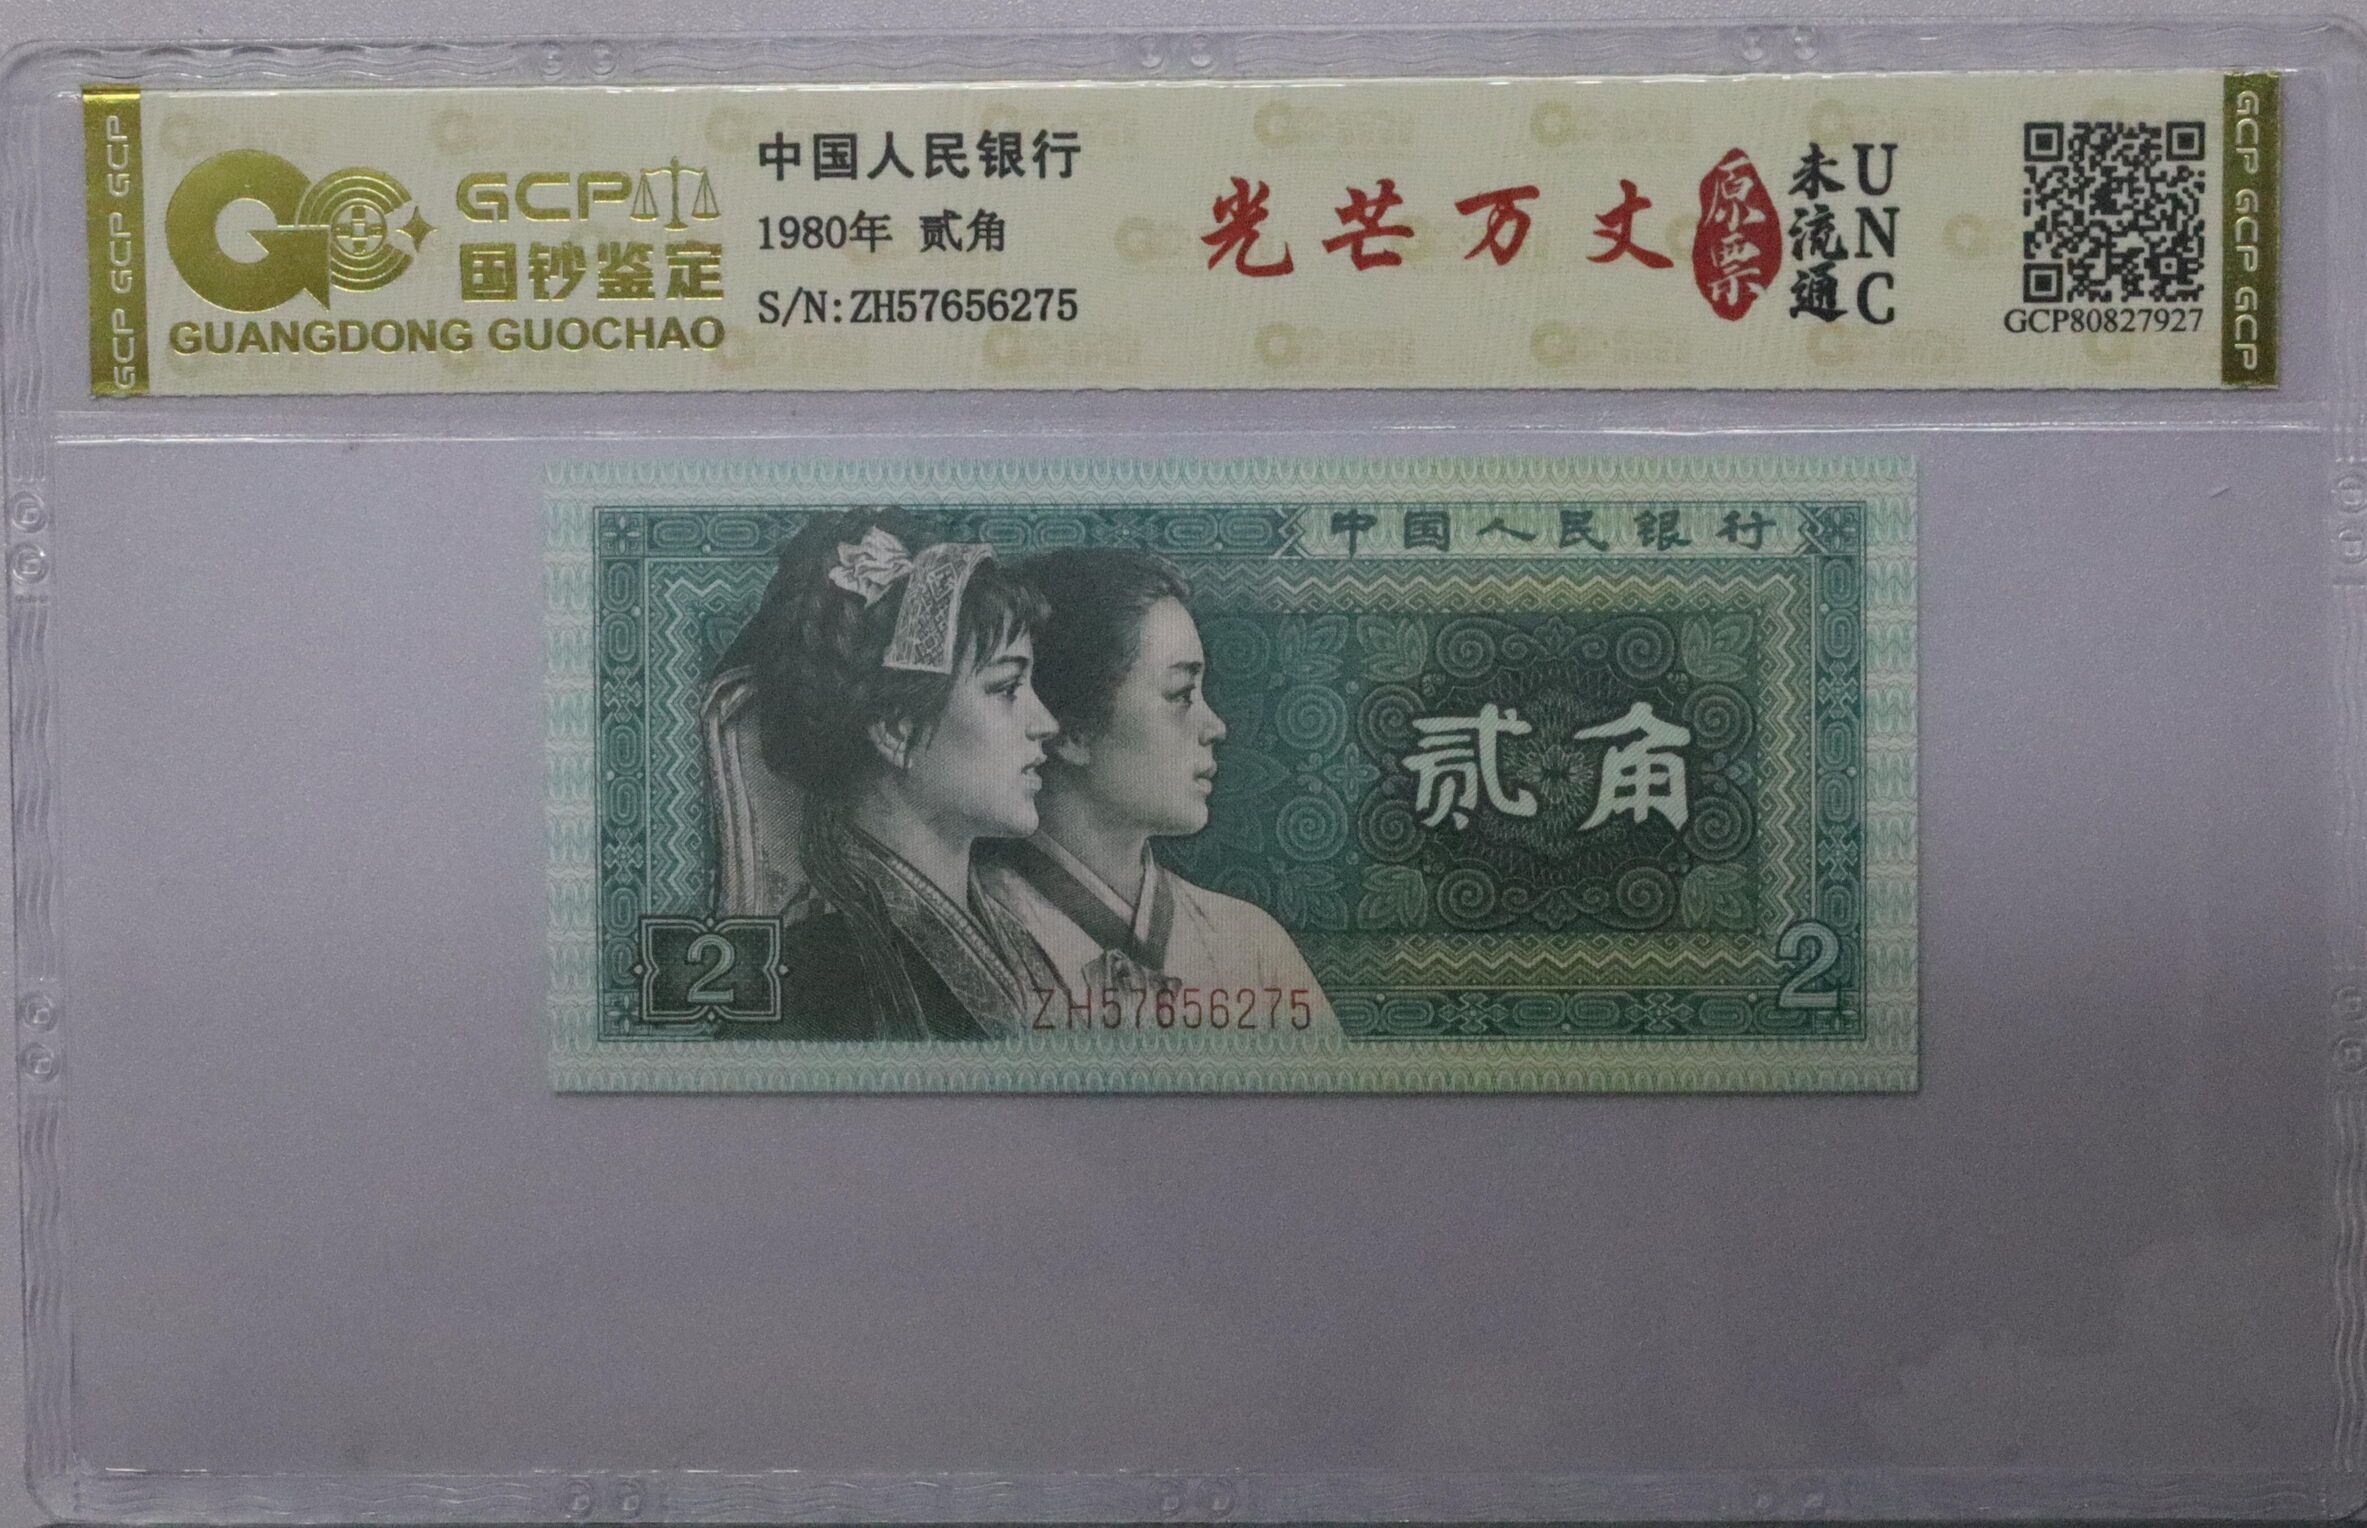 GCP GCP GCP
GCP
国钞鉴定
GUANGDONG GUOCHAO
中国人民银行
1980年 贰角
S/N:ZH57656275
光芒万丈
原票
未流通
UNC
GCP80827927
GCP GCP GCP
中国人民银行
贰角
2
2
ZH57656275